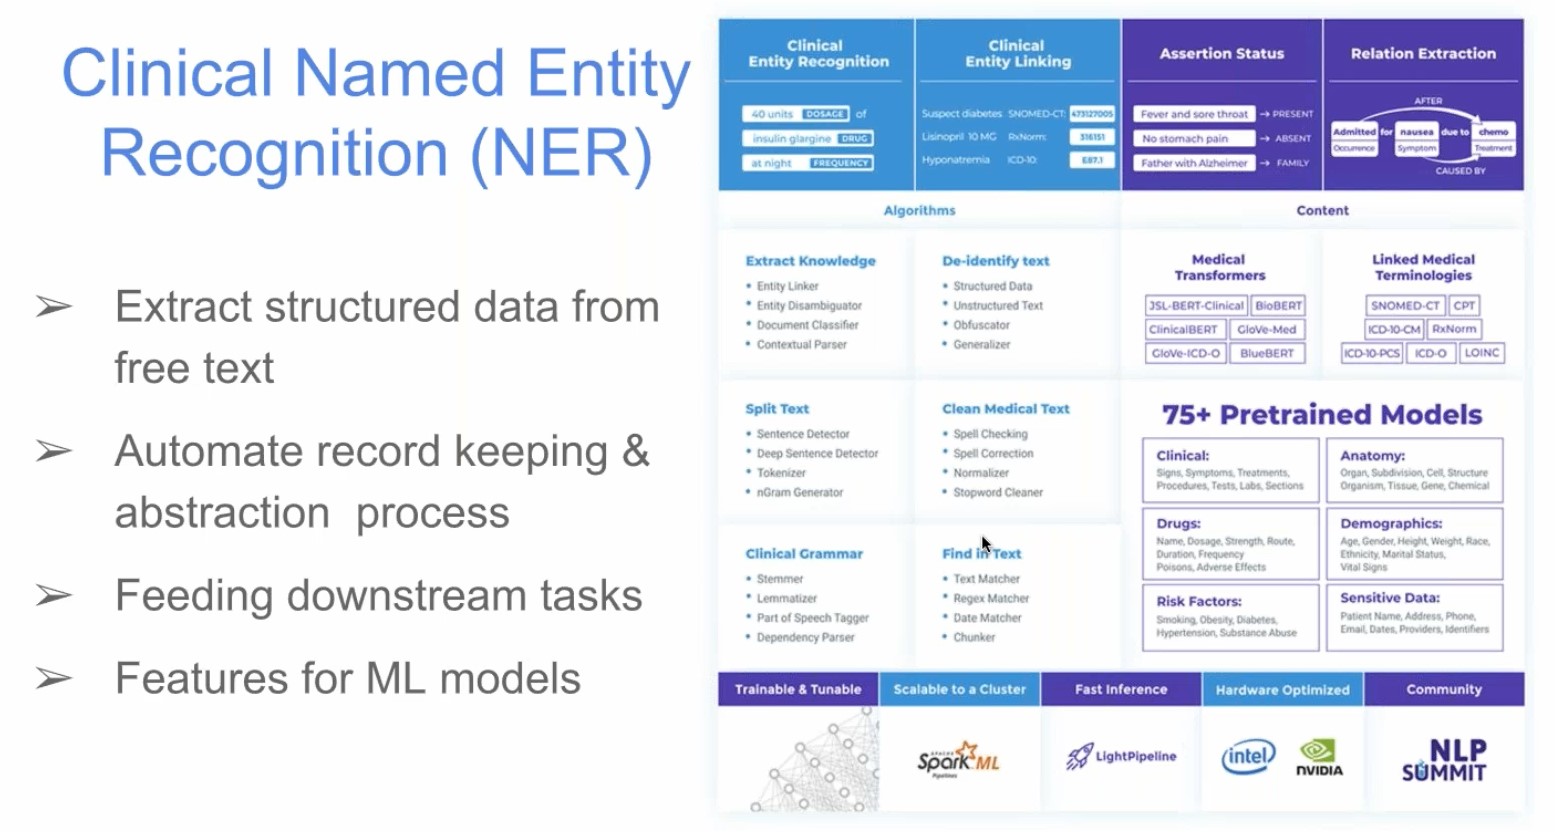 Clinical Named Entity
Recognition (NER)
➢ Extract structured data from
free text
➢ Automate record keeping &
abstraction process
➢ Feeding downstream tasks
➢ Features for ML models
Clinical
Entity Recognition
40 units DOSAGE of
insulin glargine DRUG
at night FREQUENCY
Clinical
Entity Linking
Suspect diabetes SNOMED-CT: 473127005
Lisinopril 10 MG RxNorm: 316151
Hyponatremia ICD-10: E87.1
Assertion Status
Fever and sore throat → PRESENT
No stomach pain → ABSENT
Father with Alzheimer → FAMILY
Relation Extraction
AFTER
Admitted for nausea due to chemo
Occurrence Symptom Treatment
CAUSED BY
Algorithms
Content
Extract Knowledge
• Entity Linker
• Entity Disambiguator
• Document Classifier
• Contextual Parser
De-identify text
• Structured Data
• Unstructured Text
• Obfuscator
• Generalizer
Medical
Transformers
JSL-BERT-Clinical BioBERT
ClinicalBERT GloVe-Med
GloVe-ICD-O BlueBERT
Linked Medical
Terminologies
SNOMED-CT CPT
ICD-10-CM RxNorm
ICD-10-PCS ICD-O LOINC
Split Text
• Sentence Detector
• Deep Sentence Detector
• Tokenizer
• nGram Generator
Clean Medical Text
• Spell Checking
• Spell Correction
• Normalizer
• Stopword Cleaner
Clinical Grammar
• Stemmer
• Lemmatizer
• Part of Speech Tagger
• Dependency Parser
Find in Text
• Text Matcher
• Regex Matcher
• Date Matcher
• Chunker
75+ Pretrained Models
Clinical:
Signs, Symptoms, Treatments,
Procedures, Tests, Labs, Sections
Anatomy:
Organ, Subdivision, Cell, Structure
Organism, Tissue, Gene, Chemical
Drugs:
Name, Dosage, Strength, Route,
Duration, Frequency
Poisons, Adverse Effects
Demographics:
Age, Gender, Height, Weight, Race,
Ethnicity, Marital Status,
Vital Signs
Risk Factors:
Smoking, Obesity, Diabetes,
Hypertension, Substance Abuse
Sensitive Data:
Patient Name, Address, Phone,
Email, Dates, Providers, Identifiers
Trainable & Tunable
Scalable to a Cluster
Fast Inference
Hardware Optimized
Community
APACHE
Spark ML
Pipelines
LightPipeline
intel
NVIDIA
NLP
SUMMIT